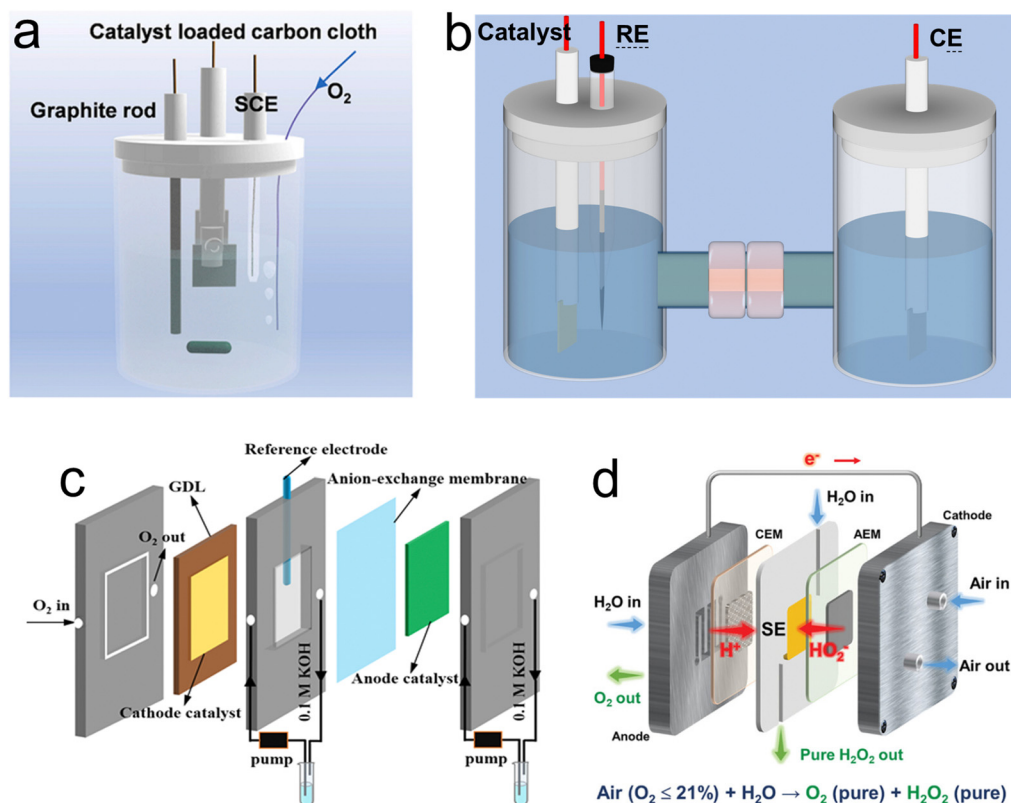 a
Catalyst loaded carbon cloth
Graphite rod
SCE
O₂
b
Catalyst
RE
CE
c
Reference electrode
GDL
Anion-exchange membrane
O₂ out
O₂ in
Cathode catalyst
Anode catalyst
0.1 M KOH
0.1 M KOH
pump
pump
d
e⁻
H₂O in
Cathode
CEM
AEM
Air in
H₂O in
SE
H⁺
HO₂⁻
Air out
O₂ out
Anode
Pure H₂O₂ out
Air (O₂ ≤ 21%) + H₂O → O₂ (pure) + H₂O₂ (pure)